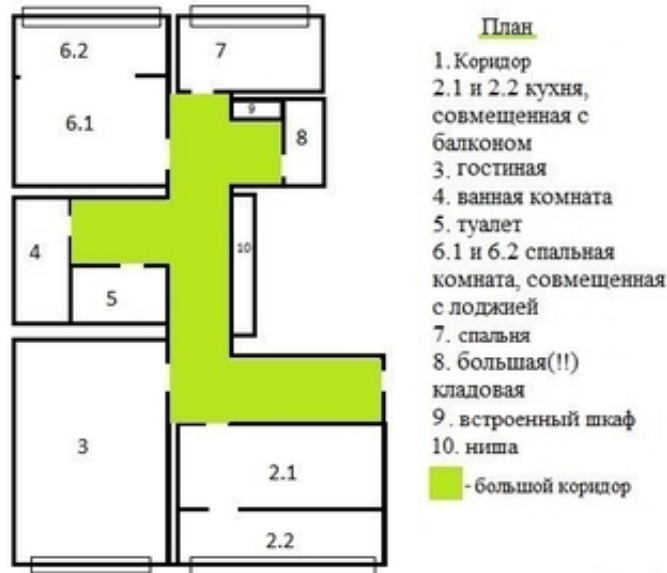 6.2
7
6.1
9
8
4
10
5
3
2.1
2.2
План
1. Коридор
2.1 и 2.2 кухня,
совмещенная с
балконом
3. гостиная
4. ванная комната
5. туалет
6.1 и 6.2 спальная
комната, совмещенная
с лоджией
7. спальня
8. большая(!!)
кладовая
9. встроенный шкаф
10. ниша
- большой коридор